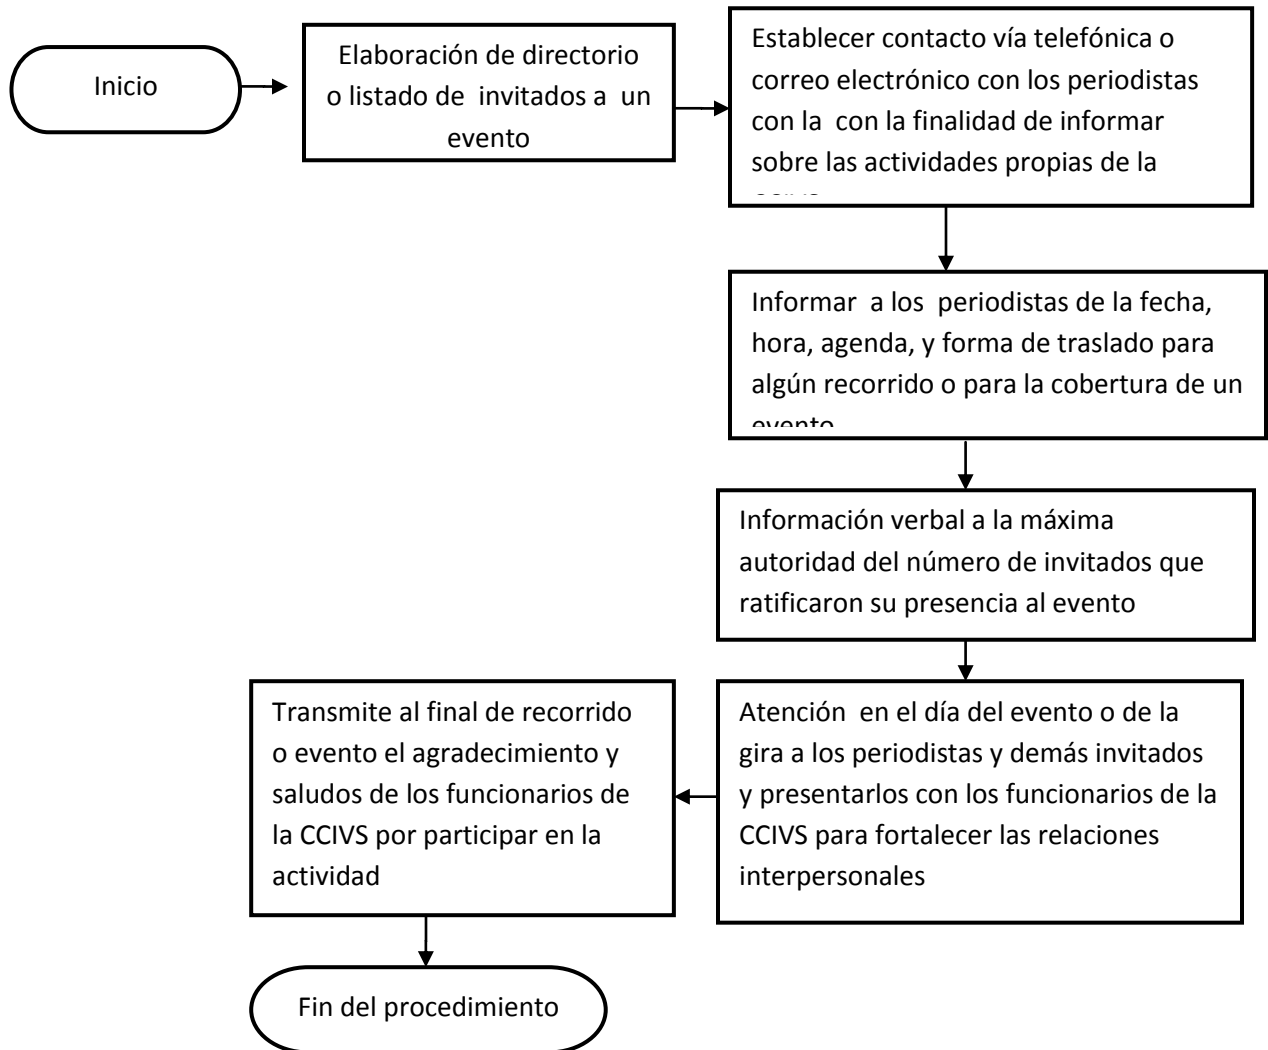 Inicio
Elaboración de directorio
o listado de invitados a un
evento
Establecer contacto vía telefónica o
correo electrónico con los periodistas
con la con la finalidad de informar
sobre las actividades propias de la
Informar a los periodistas de la fecha,
hora, agenda, y forma de traslado para
algún recorrido o para la cobertura de un
evento
Información verbal a la máxima
autoridad del número de invitados que
ratificaron su presencia al evento
Atención en el día del evento o de la
gira a los periodistas y demás invitados
y presentarlos con los funcionarios de la
CCIVS para fortalecer las relaciones
interpersonales
Transmite al final de recorrido
o evento el agradecimiento y
saludos de los funcionarios de
la CCIVS por participar en la
actividad
Fin del procedimiento